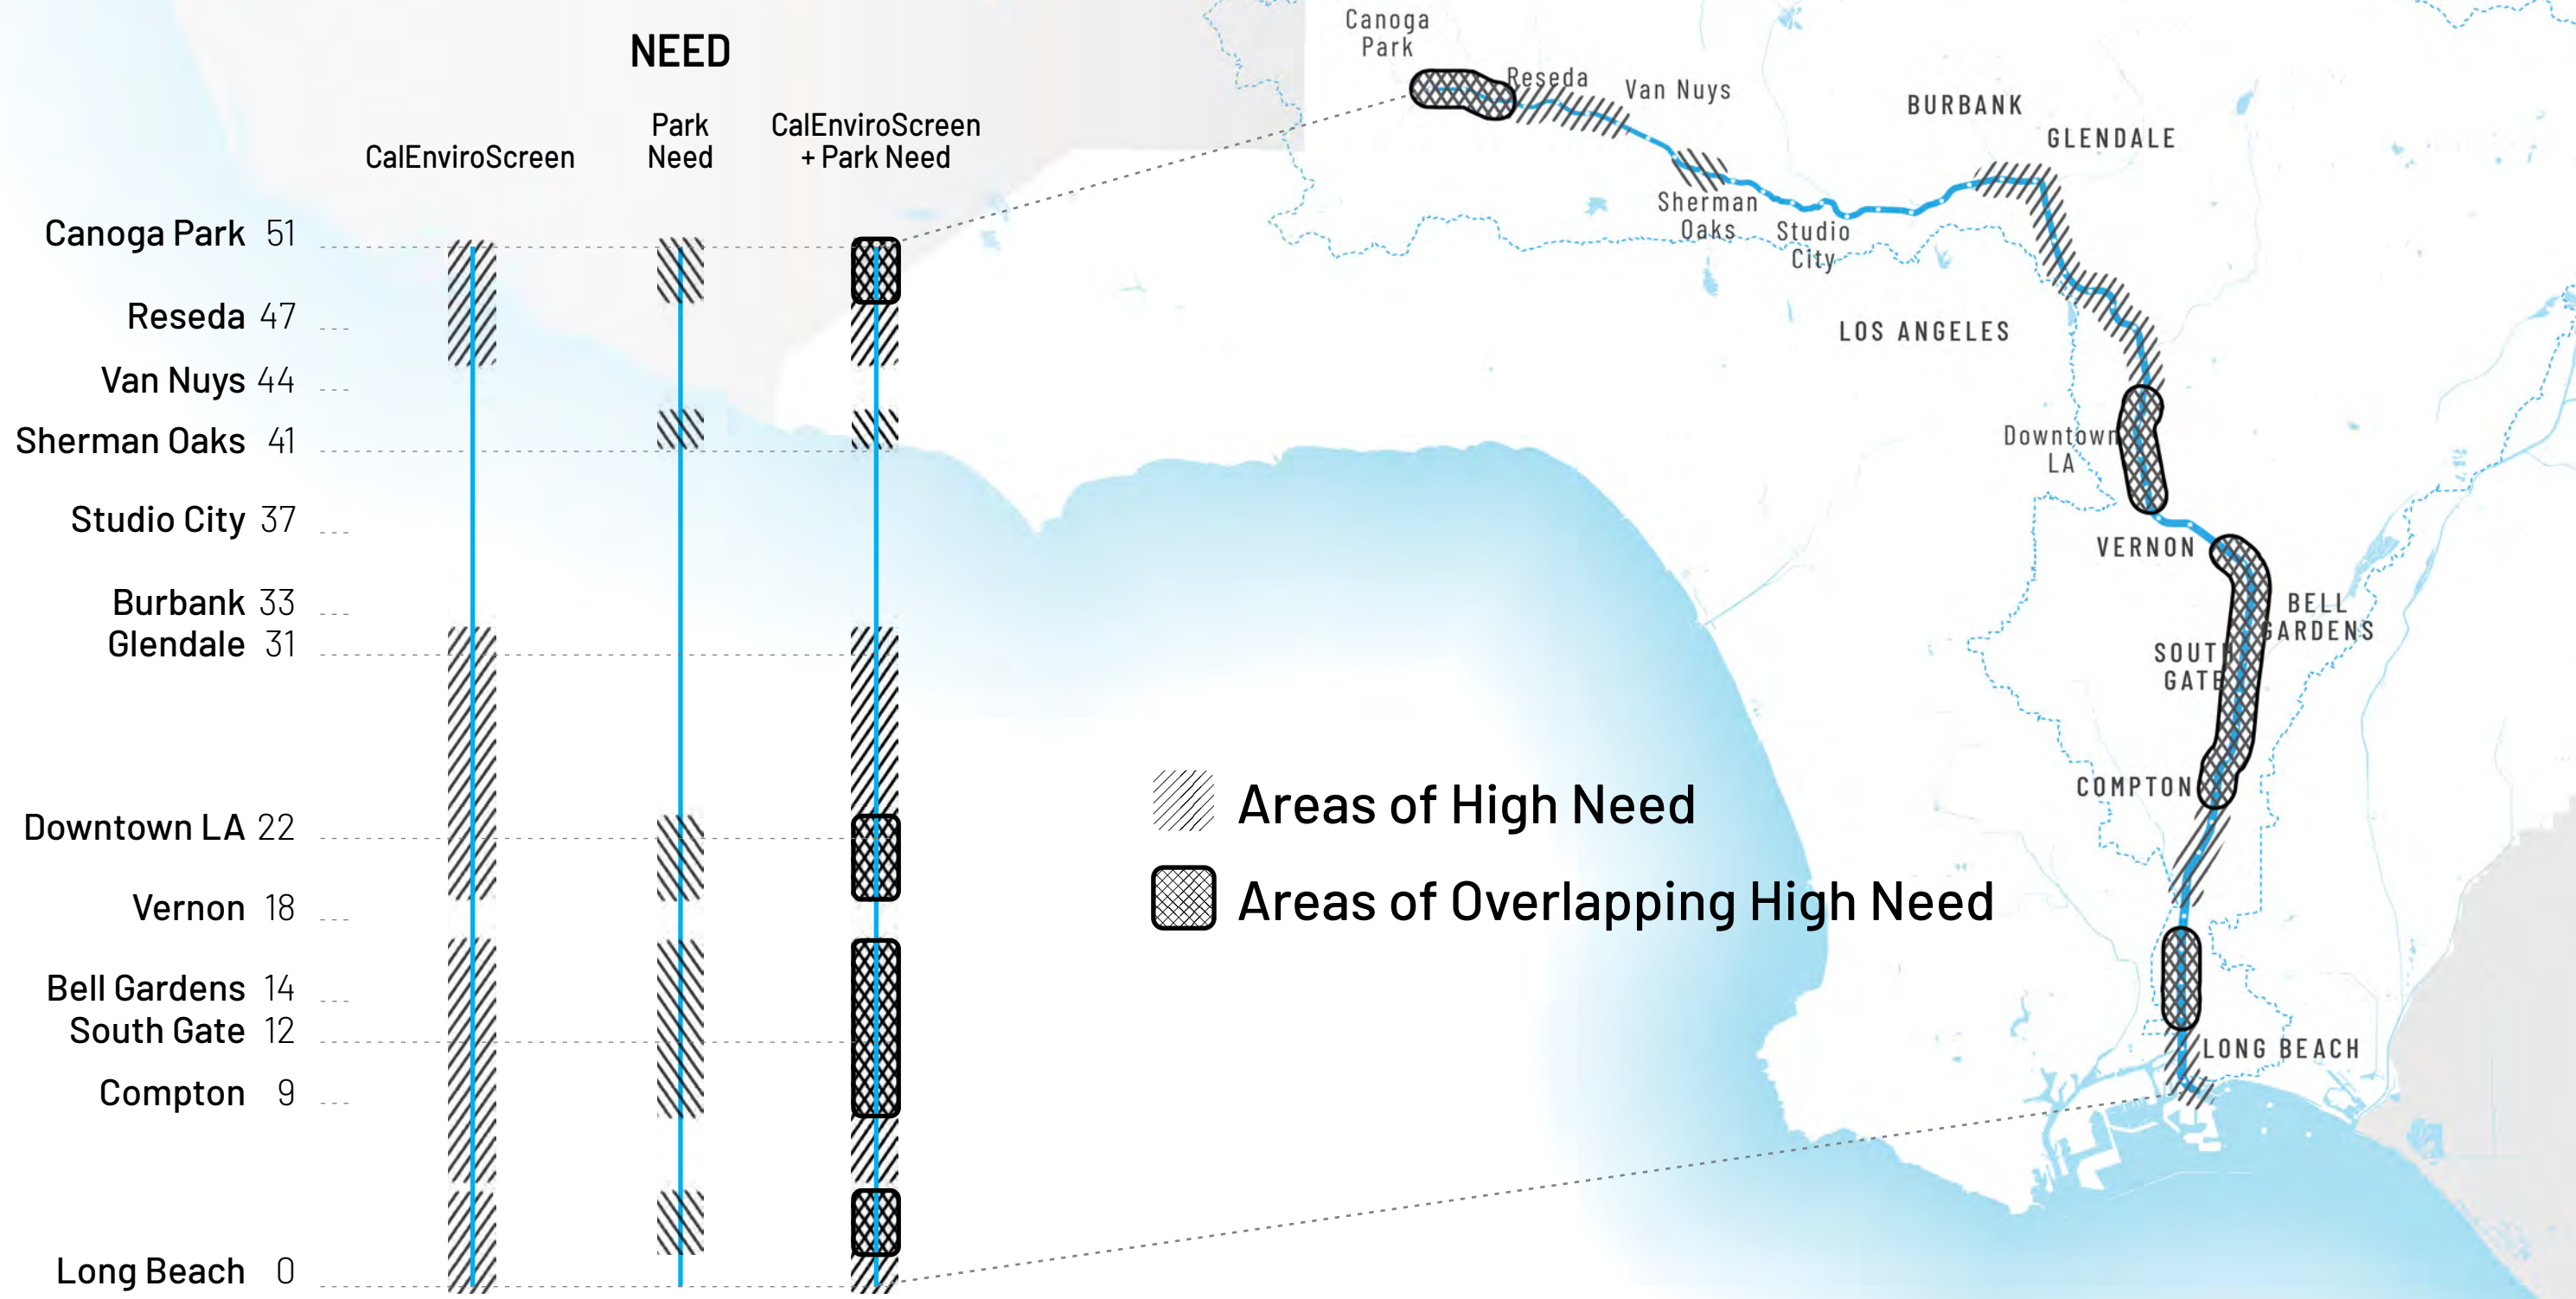 NEED
CalEnviroScreen
Park
Need
CalEnviroScreen
+ Park Need
Canoga Park 51
Reseda 47
Van Nuys 44
Sherman Oaks 41
Studio City 37
Burbank 33
Glendale 31
Downtown LA 22
Vernon 18
Bell Gardens 14
South Gate 12
Compton 9
Long Beach 0
Areas of High Need
Areas of Overlapping High Need
Canoga
Park
Reseda
Van Nuys
BURBANK
GLENDALE
Sherman
Oaks
Studio
City
LOS ANGELES
Downtown
LA
VERNON
BELL
GARDENS
SOUTH
GATE
COMPTON
LONG BEACH